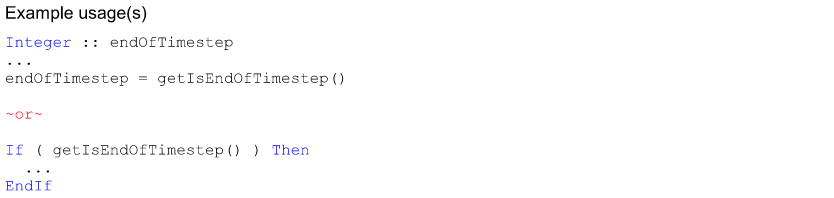 Example usage(s)
Integer :: endOfTimestep
...
endOfTimestep = getIsEndOfTimestep()
~or~
If ( getIsEndOfTimestep() ) Then
...
EndIf